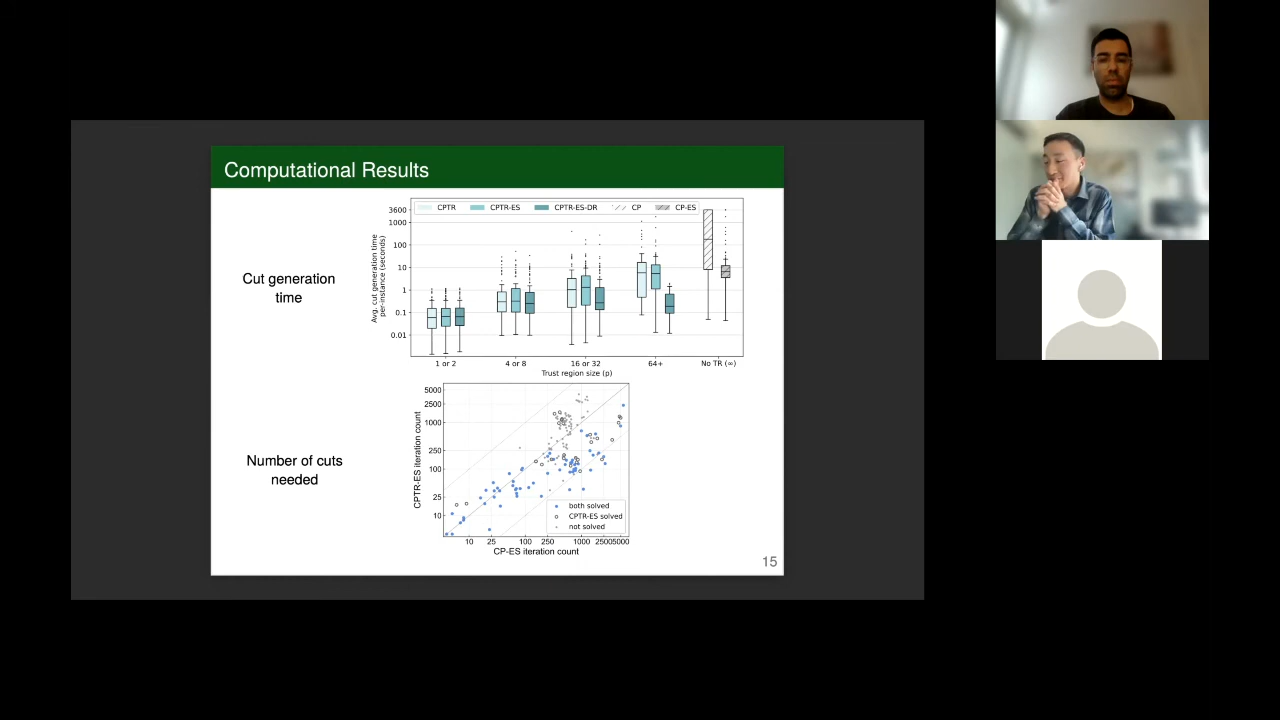 Computational Results
Cut generation
time
CPTR
CPTR-ES
CPTR-ES-DR
CP
CP-ES
Avg. cut generation time
per-instance (seconds)
3600
1000
100
10
1
0.1
0.01
1 or 2
4 or 8
16 or 32
64+
No TR (∞)
Trust region size (p)
Number of cuts
needed
CPTR-ES iteration count
5000
2500
1000
250
100
25
10
both solved
CPTR-ES solved
not solved
10
25
100
250
1000
2500
5000
CP-ES iteration count
15